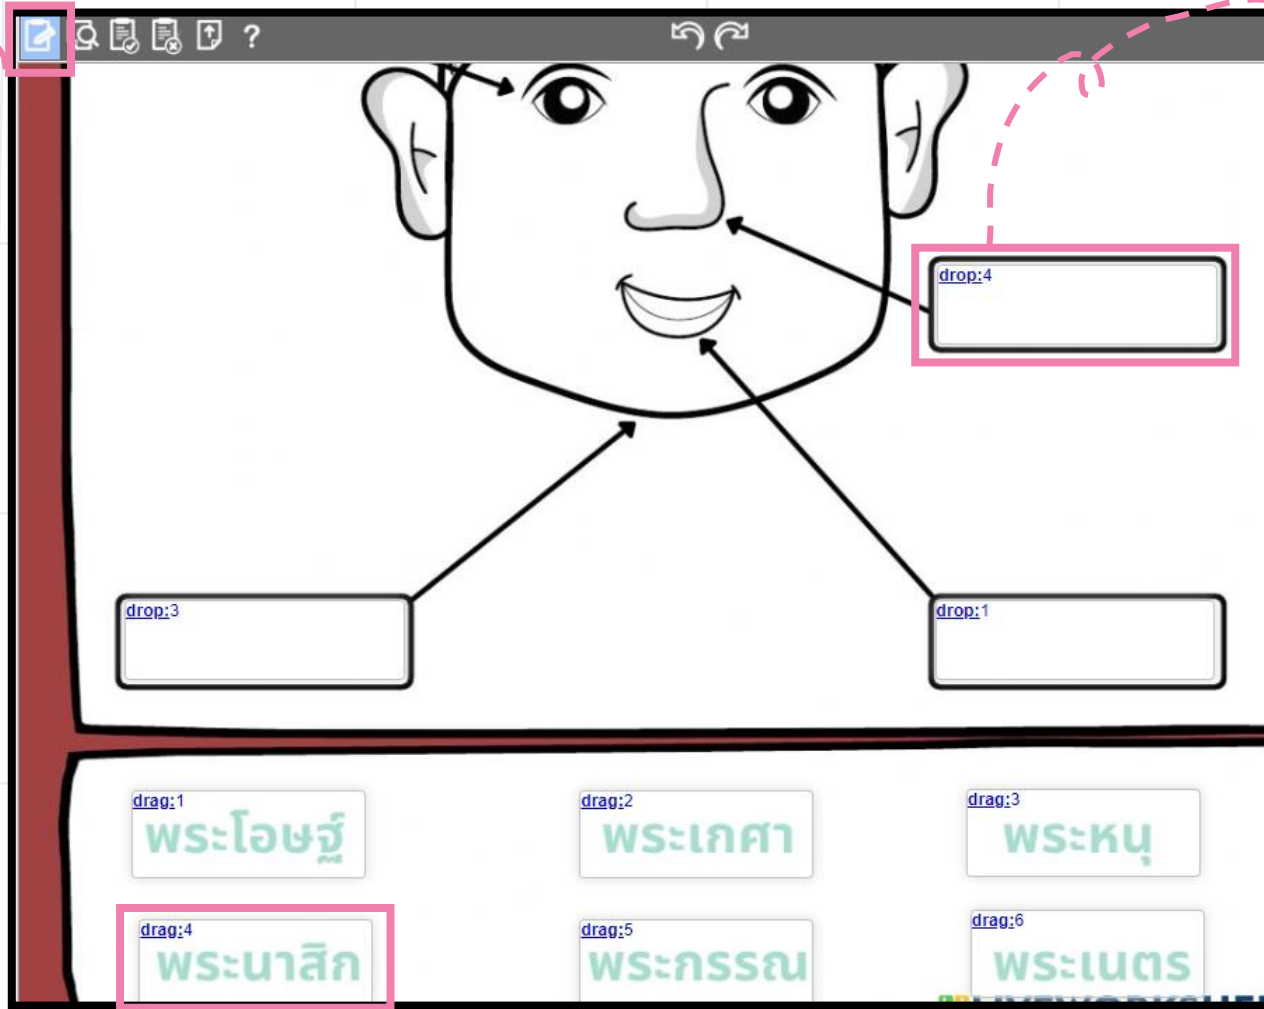 ?
drop:4
drop:3
drop:1
drag:1
พระโอษฐ์
drag:2
พระเกศา
drag:3
พระหนุ
drag:4
พระนาสิก
drag:5
พระกรรณ
drag:6
พระเนตร